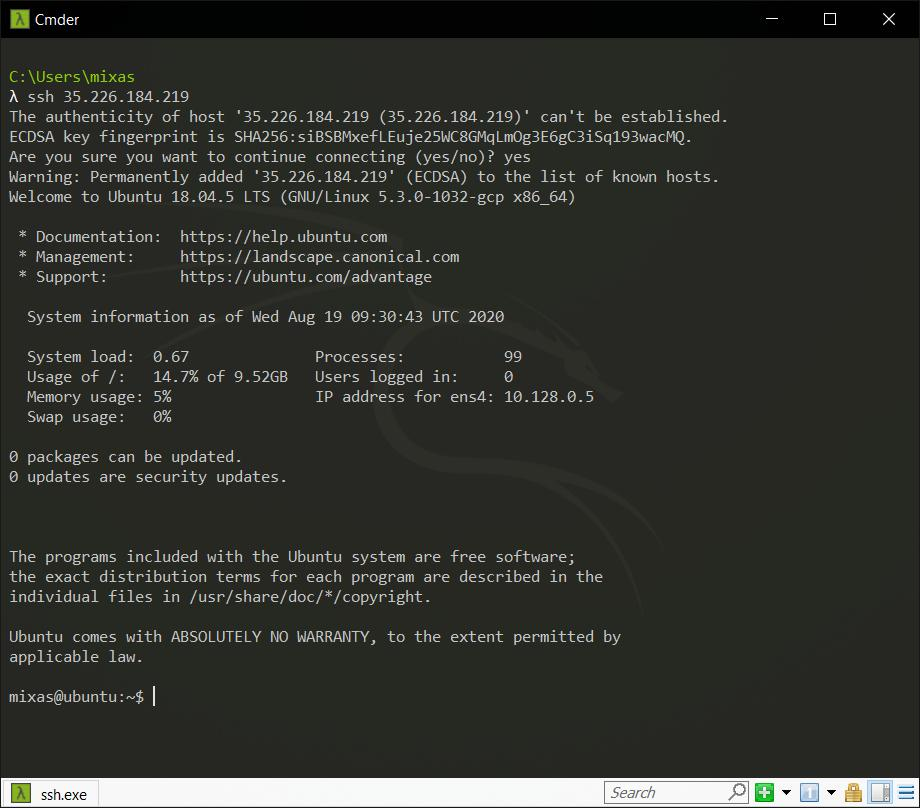 Cmder
C:\Users\mixas
λ ssh 35.226.184.219
The authenticity of host '35.226.184.219 (35.226.184.219)' can't be established.
ECDSA key fingerprint is SHA256:siBSBMxefLEuje25WC8GMqLmOg3E6gC3iSq193wacMQ.
Are you sure you want to continue connecting (yes/no)? yes
Warning: Permanently added '35.226.184.219' (ECDSA) to the list of known hosts.
Welcome to Ubuntu 18.04.5 LTS (GNU/Linux 5.3.0-1032-gcp x86_64)
* Documentation: https://help.ubuntu.com
* Management: https://landscape.canonical.com
* Support: https://ubuntu.com/advantage
System information as of Wed Aug 19 09:30:43 UTC 2020
System load: 0.67 Processes: 99
Usage of /: 14.7% of 9.52GB Users logged in: 0
Memory usage: 5% IP address for ens4: 10.128.0.5
Swap usage: 0%
0 packages can be updated.
0 updates are security updates.
The programs included with the Ubuntu system are free software;
the exact distribution terms for each program are described in the
individual files in /usr/share/doc/*/copyright.
Ubuntu comes with ABSOLUTELY NO WARRANTY, to the extent permitted by
applicable law.
mixas@ubuntu:~$
λ ssh.exe Search 1